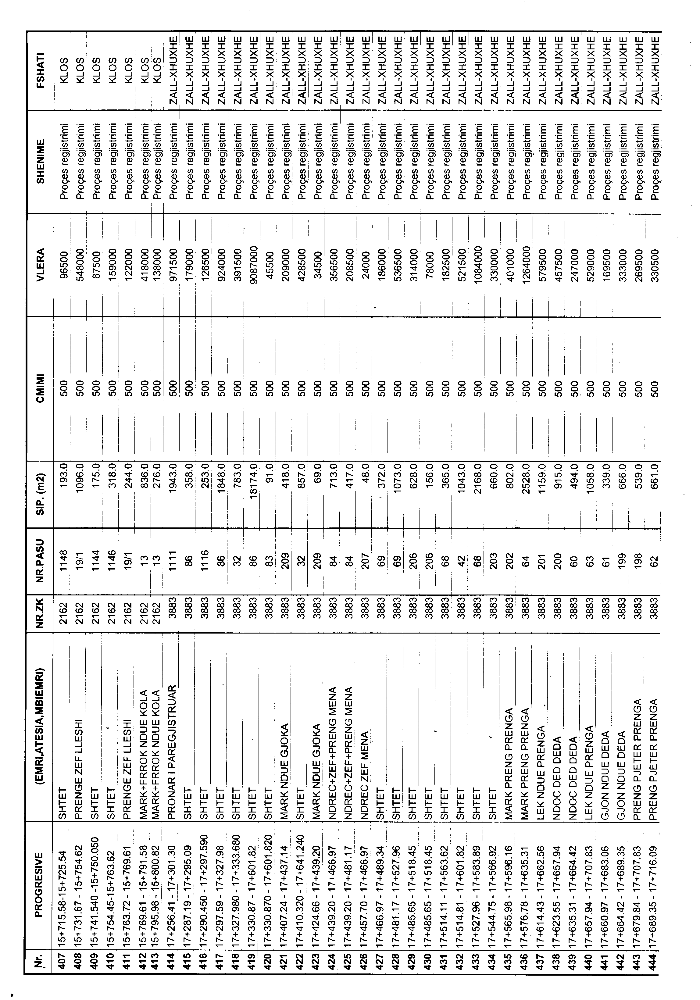 Nr. PROGRESIVE (EMRI,ATESIA,MBIEMRI) NR.ZK NR.PASU SIP. (m2) CMIMI VLERA SHENIME FSHATI
407 15+715.58-15+725.54 SHTET 2162 1148 193.0 500 96500 Proçes regjistrimi KLOS
408 15+731.67 - 15+754.62 PRENGE ZEF LLESHI 2162 19/1 1096.0 500 548000 Proçes regjistrimi KLOS
409 15+741.540 -15+750.050 SHTET 2162 1144 175.0 500 87500 Proçes regjistrimi KLOS
410 15+754.45-15+763.62 SHTET 2162 1146 318.0 500 159000 Proçes regjistrimi KLOS
411 15+763.72 - 15+769.61 PRENGE ZEF LLESHI 2162 19/1 244.0 500 122000 Proçes regjistrimi KLOS
412 15+769.61 - 15+791.58 MARK+FRROK NDUE KOLA 2162 13 836.0 500 418000 Proçes regjistrimi KLOS
413 15+795.98 - 15+800.82 MARK+FRROK NDUE KOLA 2162 13 276.0 500 138000 Proçes regjistrimi KLOS
414 17+256.41 - 17+301.30 PRONAR I PAREGJISTRUAR 3883 1111 1943.0 500 971500 Proçes regjistrimi ZALL-XHUXHE
415 17+287.19 - 17+295.09 SHTET 3883 86 358.0 500 179000 Proçes regjistrimi ZALL-XHUXHE
416 17+290.450 - 17+297.590 SHTET 3883 1116 253.0 500 126500 Proçes regjistrimi ZALL-XHUXHE
417 17+297.59 - 17+327.98 SHTET 3883 86 1848.0 500 924000 Proçes regjistrimi ZALL-XHUXHE
418 17+327.980 - 17+333.680 SHTET 3883 32 783.0 500 391500 Proçes regjistrimi ZALL-XHUXHE
419 17+330.87 - 17+601.82 SHTET 3883 86 18174.0 500 9087000 Proçes regjistrimi ZALL-XHUXHE
420 17+330.870 - 17+601.820 SHTET 3883 83 91.0 500 45500 Proçes regjistrimi ZALL-XHUXHE
421 17+407.24 - 17+437.14 MARK NDUE GJOKA 3883 209 418.0 500 209000 Proçes regjistrimi ZALL-XHUXHE
422 17+410.320 - 17+641.240 SHTET 3883 32 857.0 500 428500 Proçes regjistrimi ZALL-XHUXHE
423 17+424.66 - 17+439.20 MARK NDUE GJOKA 3883 209 69.0 500 34500 Proçes regjistrimi ZALL-XHUXHE
424 17+439.20 - 17+466.97 NDREC+ZEF+PRENG MENA 3883 84 713.0 500 356500 Proçes regjistrimi ZALL-XHUXHE
425 17+439.20 - 17+481.17 NDREC+ZEF+PRENG MENA 3883 84 417.0 500 208500 Proçes regjistrimi ZALL-XHUXHE
426 17+457.70 - 17+466.97 NDREC ZEF MENA 3883 207 48.0 500 24000 Proçes regjistrimi ZALL-XHUXHE
427 17+466.97 - 17+489.34 SHTET 3883 69 372.0 500 186000 Proçes regjistrimi ZALL-XHUXHE
428 17+481.17 - 17+527.96 SHTET 3883 69 1073.0 500 536500 Proçes regjistrimi ZALL-XHUXHE
429 17+485.65 - 17+518.45 SHTET 3883 206 628.0 500 314000 Proçes regjistrimi ZALL-XHUXHE
430 17+485.65 - 17+518.45 SHTET 3883 206 156.0 500 78000 Proçes regjistrimi ZALL-XHUXHE
431 17+514.11 - 17+563.62 SHTET 3883 68 365.0 500 182500 Proçes regjistrimi ZALL-XHUXHE
432 17+514.81 - 17+601.82 SHTET 3883 42 1043.0 500 521500 Proçes regjistrimi ZALL-XHUXHE
433 17+527.96 - 17+583.89 SHTET 3883 68 2168.0 500 1084000 Proçes regjistrimi ZALL-XHUXHE
434 17+544.75 - 17+566.92 SHTET 3883 203 660.0 500 330000 Proçes regjistrimi ZALL-XHUXHE
435 17+565.98 - 17+596.16 MARK PRENG PRENGA 3883 202 802.0 500 401000 Proçes regjistrimi ZALL-XHUXHE
436 17+576.78 - 17+635.31 MARK PRENG PRENGA 3883 64 2528.0 500 1264000 Proçes regjistrimi ZALL-XHUXHE
437 17+614.43 - 17+662.56 LEK NDUE PRENGA 3883 201 1159.0 500 579500 Proçes regjistrimi ZALL-XHUXHE
438 17+623.55 - 17+657.94 NDOC DED DEDA 3883 200 915.0 500 457500 Proçes regjistrimi ZALL-XHUXHE
439 17+635.31 - 17+664.42 NDOC DED DEDA 3883 60 494.0 500 247000 Proçes regjistrimi ZALL-XHUXHE
440 17+657.94 - 17+707.83 LEK NDUE PRENGA 3883 63 1058.0 500 529000 Proçes regjistrimi ZALL-XHUXHE
441 17+660.97 - 17+683.06 GJON NDUE DEDA 3883 61 339.0 500 169500 Proçes regjistrimi ZALL-XHUXHE
442 17+664.42 - 17+689.35 GJON NDUE DEDA 3883 199 666.0 500 333000 Proçes regjistrimi ZALL-XHUXHE
443 17+679.84 - 17+707.83 PRENG PJETER PRENGA 3883 198 539.0 500 269500 Proçes regjistrimi ZALL-XHUXHE
444 17+689.35 - 17+716.09 PRENG PJETER PRENGA 3883 62 661.0 500 330500 Proçes regjistrimi ZALL-XHUXHE